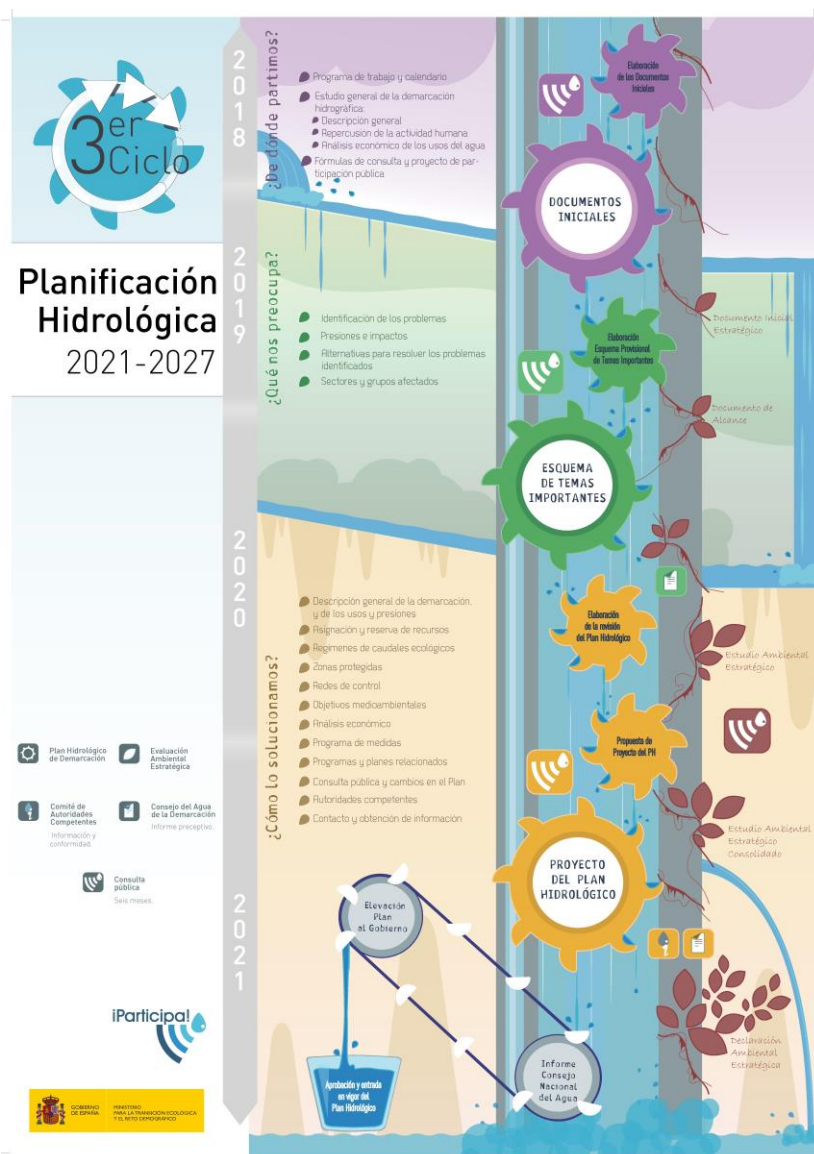 3er
Ciclo
Planificación
Hidrológica
2021-2027
Plan Hidrológico
de Demarcación
Evaluación
Ambiental
Estratégica
Comité de
Autoridades
Competentes
Información y
conformidad.
Consejo del Agua
de la Demarcación
Informe preceptivo.
Consulta
pública
Seis meses.
¡Participa!
GOBIERNO
DE ESPAÑA
MINISTERIO
PARA LA TRANSICIÓN ECOLÓGICA
Y EL RETO DEMOGRÁFICO
2018
¿De dónde partimos?
Programa de trabajo y calendario
Estudio general de la demarcación
hidrográfica:
Descripción general
Repercusión de la actividad humana
Análisis económico de los usos del agua
Fórmulas de consulta y proyecto de par-
ticipación pública
Elaboración
de los Documentos
Iniciales
DOCUMENTOS
INICIALES
2019
¿Qué nos preocupa?
Identificación de los problemas
Presiones e impactos
Alternativas para resolver los problemas
identificados
Sectores y grupos afectados
Elaboración
Esquema Provisional
de Temas Importantes
Documento Inicial
Estratégico
Documento de
Alcance
ESQUEMA
DE TEMAS
IMPORTANTES
2020
¿Cómo lo solucionamos?
Descripción general de la demarcación,
y de los usos y presiones
Asignación y reserva de recursos
Regímenes de caudales ecológicos
Zonas protegidas
Redes de control
Objetivos medioambientales
Análisis económico
Programa de medidas
Programas y planes relacionados
Consulta pública y cambios en el Plan
Autoridades competentes
Contacto y obtención de información
Elaboración
de la revisión
del Plan Hidrológico
Estudio Ambiental
Estratégico
Propuesta de
Proyecto del PH
Estudio Ambiental
Estratégico
Consolidado
PROYECTO
DEL PLAN
HIDROLÓGICO
2021
Elevación
Plan
al Gobierno
Informe
Consejo
Nacional
del Agua
Declaración
Ambiental
Estratégica
Aprobación y entrada
en vigor del
Plan Hidrológico